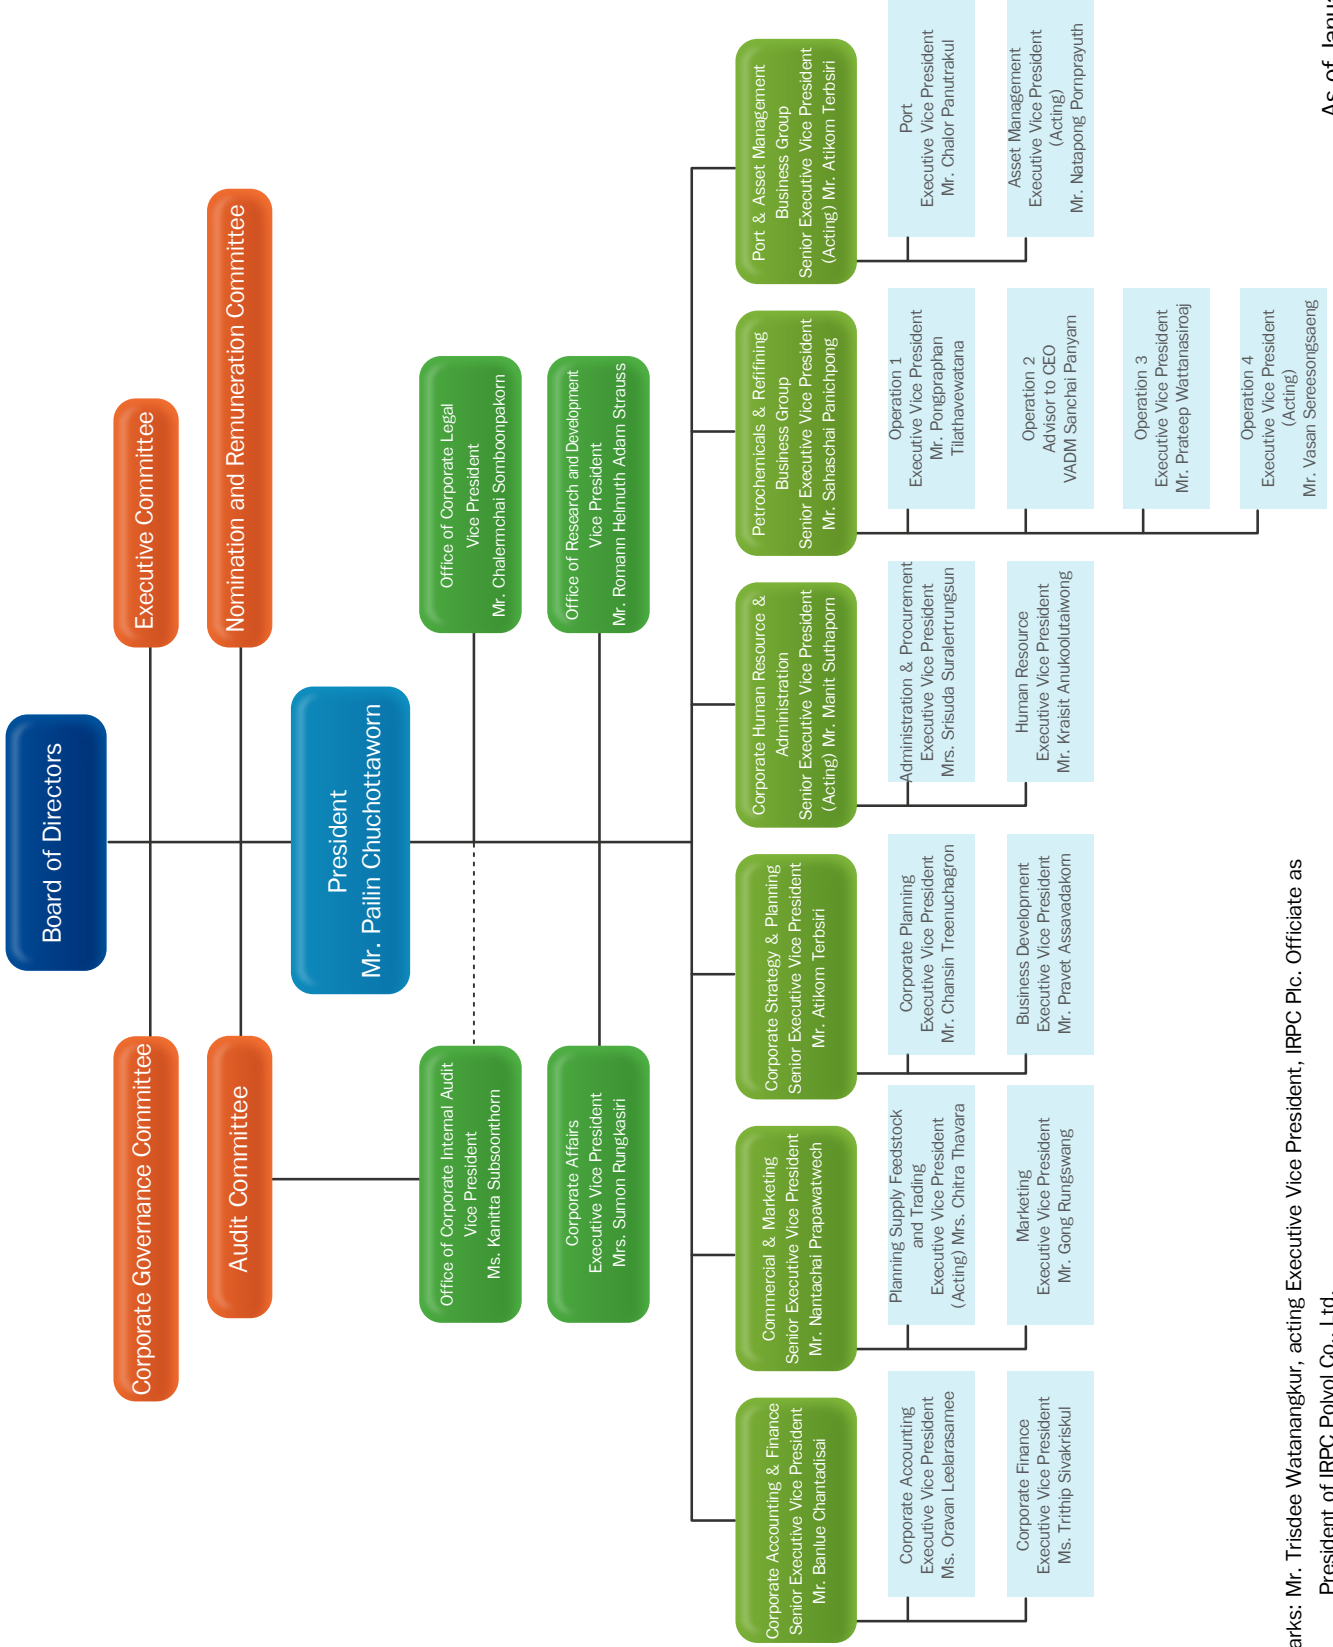 Board of Directors
Corporate Governance Committee
Executive Committee
Audit Committee
Nomination and Remuneration Committee
President
Mr. Pailin Chuchottaworn
Office of Corporate Internal Audit
Vice President
Ms. Kanitta Subsoonthorn
Office of Corporate Legal
Vice President
Mr. Chalermchai Somboonpakorn
Corporate Affairs
Executive Vice President
Mrs. Sumon Rungkasiri
Office of Research and Development
Vice President
Mr. Romann Helmuth Adam Strauss
Corporate Accounting & Finance
Senior Executive Vice President
Mr. Banlue Chantadisai
Commercial & Marketing
Senior Executive Vice President
Mr. Nantachai Prapawatwech
Corporate Strategy & Planning
Senior Executive Vice President
Mr. Atikom Terbsiri
Corporate Human Resource &
Administration
Senior Executive Vice President
(Acting) Mr. Manit Suthaporn
Petrochemicals & Refifining
Business Group
Senior Executive Vice President
Mr. Sahaschai Panichpong
Port & Asset Management
Business Group
Senior Executive Vice President
(Acting) Mr. Atikom Terbsiri
Corporate Accounting
Executive Vice President
Ms. Oravan Leelarasamee
Planning Supply Feedstock
and Trading
Executive Vice President
(Acting) Mrs. Chitra Thavara
Corporate Planning
Executive Vice President
Mr. Chansin Treenuchagron
Administration & Procurement
Executive Vice President
Mrs. Srisuda Suralertrungsun
Operation 1
Executive Vice President
Mr. Pongpraphan
Tilathavewatana
Port
Executive Vice President
Mr. Chalor Panutrakul
Corporate Finance
Executive Vice President
Ms. Trithip Sivakriskul
Marketing
Executive Vice President
Mr. Gong Rungswang
Business Development
Executive Vice President
Mr. Pravet Assavadakorn
Human Resource
Executive Vice President
Mr. Kraisit Anukoolutaiwong
Operation 2
Advisor to CEO
VADM Sanchai Panyam
Asset Management
Executive Vice President
(Acting)
Mr. Natapong Pornprayuth
Operation 3
Executive Vice President
Mr. Prateep Wattanasiroaj
Operation 4
Executive Vice President
(Acting)
Mr. Vasan Sereesongsaeng
arks: Mr. Trisdee Watanangkur, acting Executive Vice President, IRPC Plc. Officiate as
President of IRPC Polyol Co., Ltd.
As of Janu